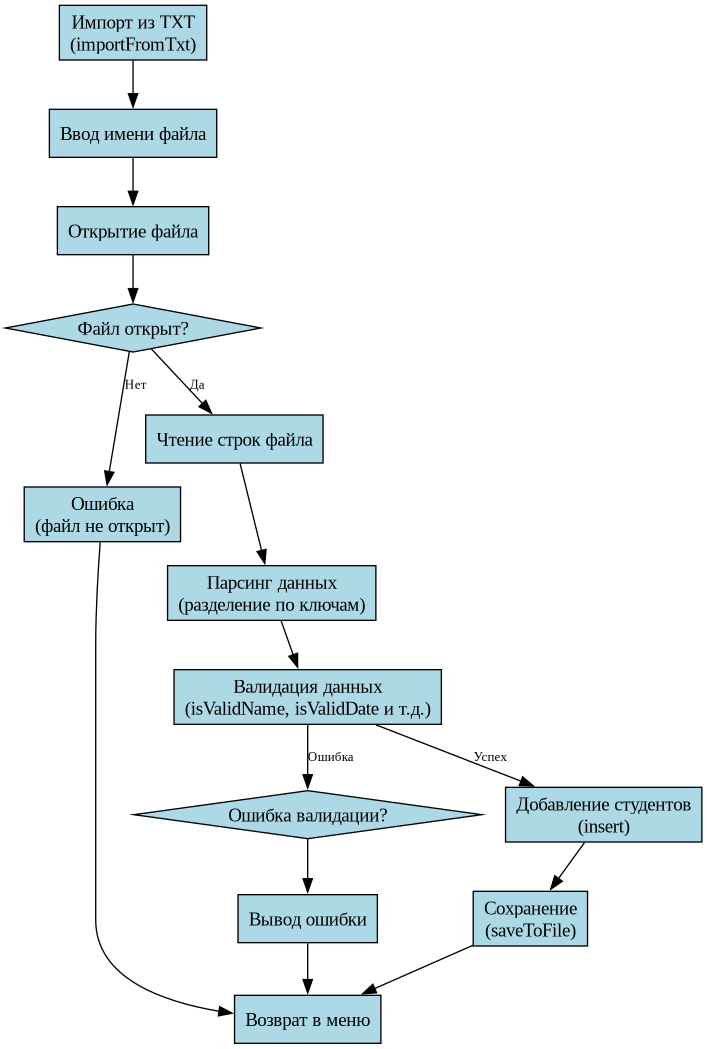 Импорт из TXT
(importFromTxt)
Ввод имени файла
Открытие файла
Файл открыт?
Нет
Да
Чтение строк файла
Ошибка
(файл не открыт)
Парсинг данных
(разделение по ключам)
Валидация данных
(isValidName, isValidDate и т.д.)
Ошибка
Успех
Ошибка валидации?
Добавление студентов
(insert)
Вывод ошибки
Сохранение
(saveToFile)
Возврат в меню